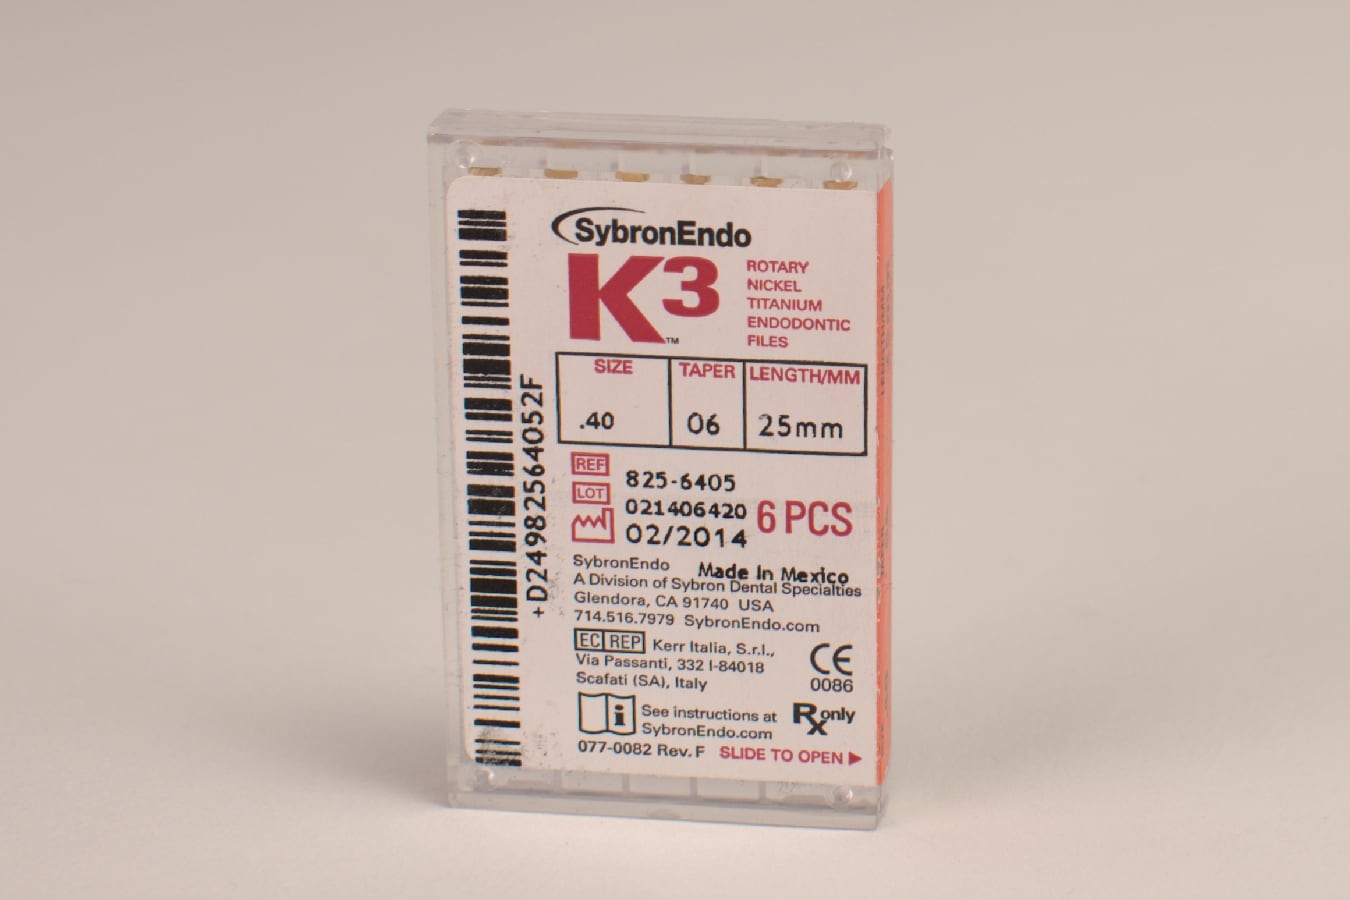 SybronEndo
K3™
ROTARY
NICKEL
TITANIUM
ENDODONTIC
FILES
SIZE TAPER LENGTH/MM
.40 06 25mm
REF 825-6405
LOT 021406420
02/2014
6 PCS
SybronEndo Made In Mexico
A Division of Sybron Dental Specialties
Glendora, CA 91740 USA
714.516.7979 SybronEndo.com
EC REP Kerr Italia, S.r.l.,
Via Passanti, 332 I-84018
Scafati (SA), Italy
CE
0086
i See instructions at
SybronEndo.com
Rx only
077-0082 Rev. F SLIDE TO OPEN ▶
+D24982564052F